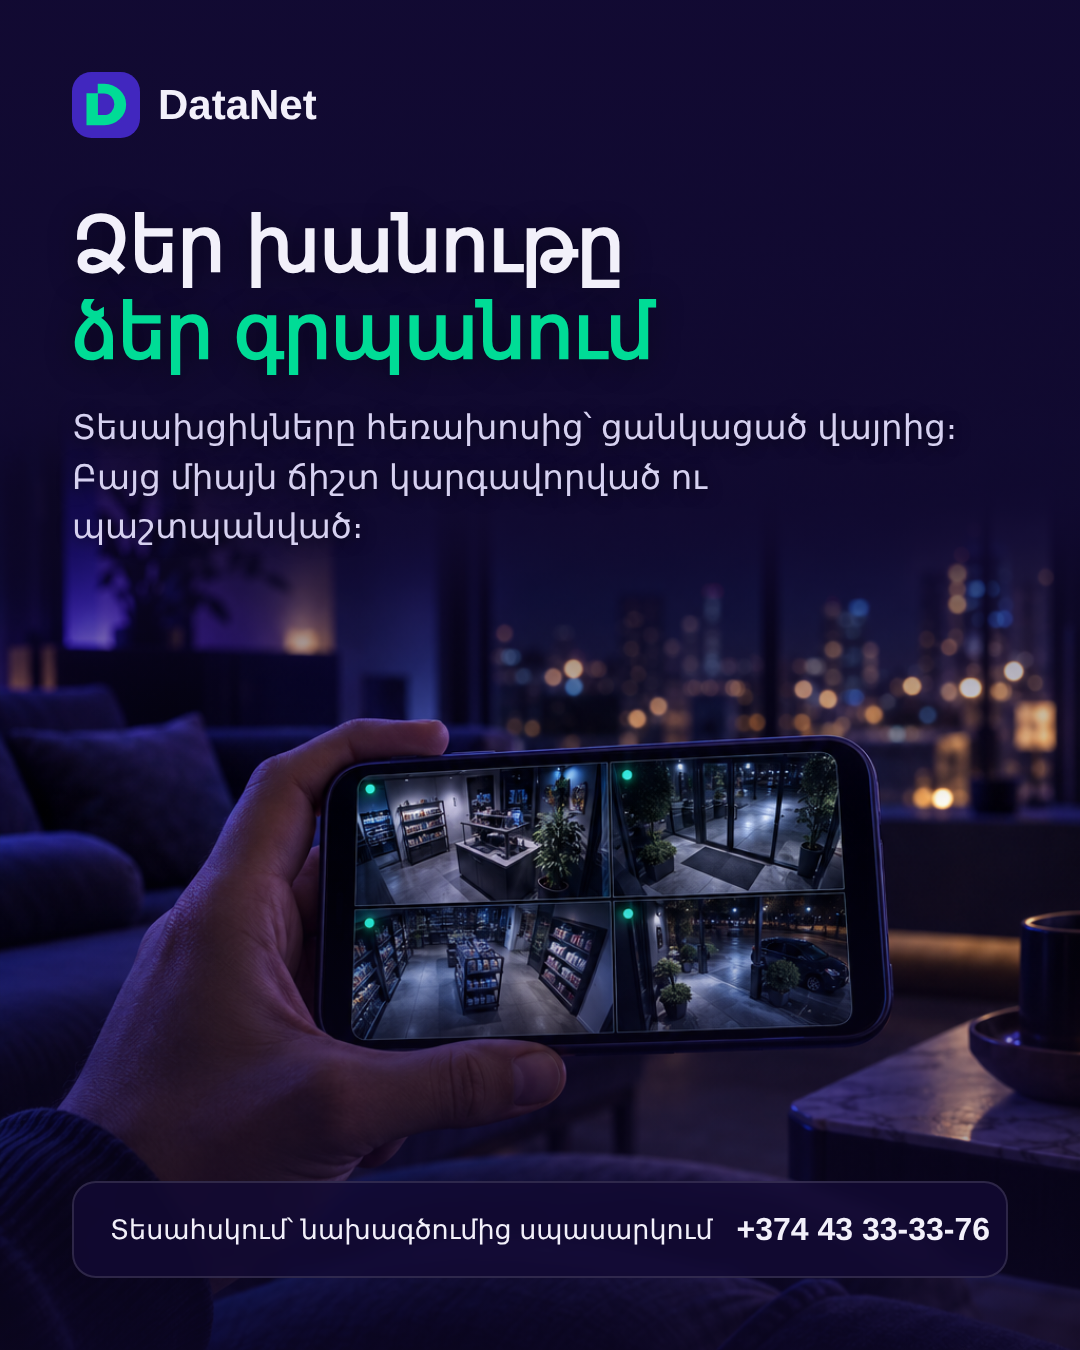 DataNet
Ձեր խանութը
ձեր գրպանում
Տեսախցիկները հեռախոսից՝ ցանկացած վայրից։
Բայց միայն ճիշտ կարգավորված ու
պաշտպանված։
Տեսահսկում՝ նախագծումից սպասարկում +374 43 33-33-76